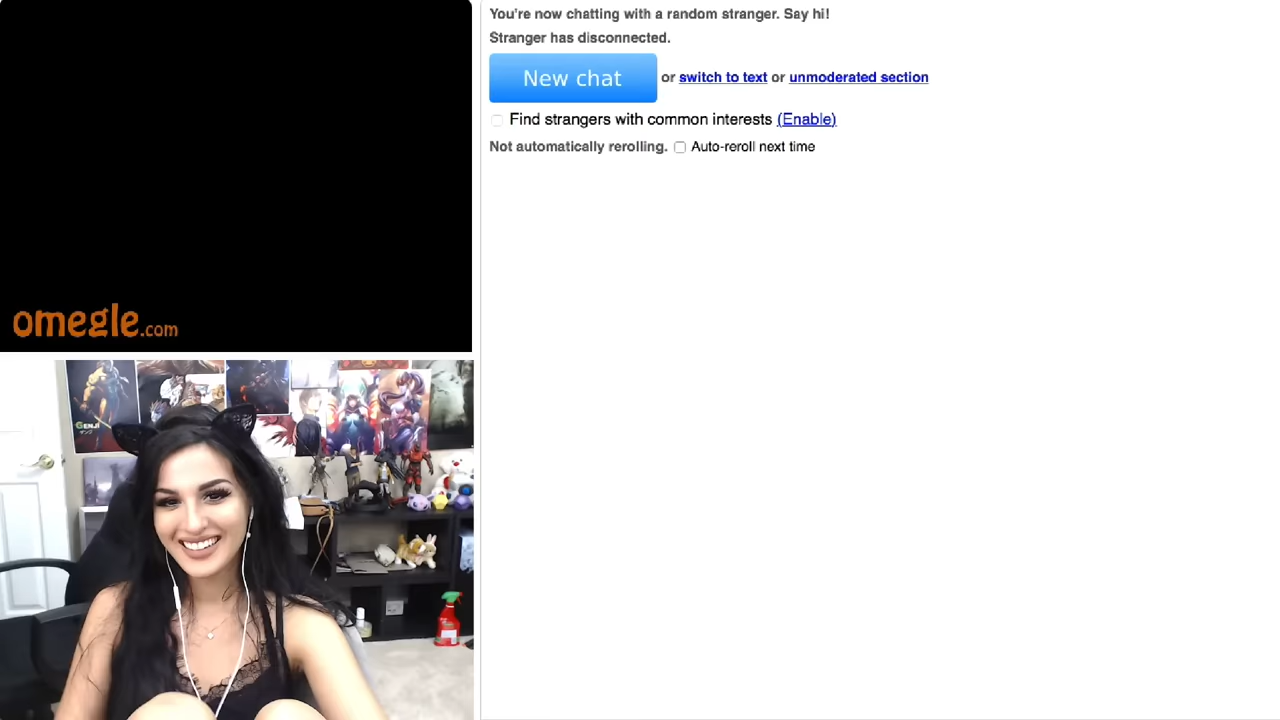 You're now chatting with a random stranger. Say hi!
Stranger has disconnected.
New chat or switch to text or unmoderated section
Find strangers with common interests (Enable)
Not automatically rerolling. Auto-reroll next time
omegle.com
GENJI